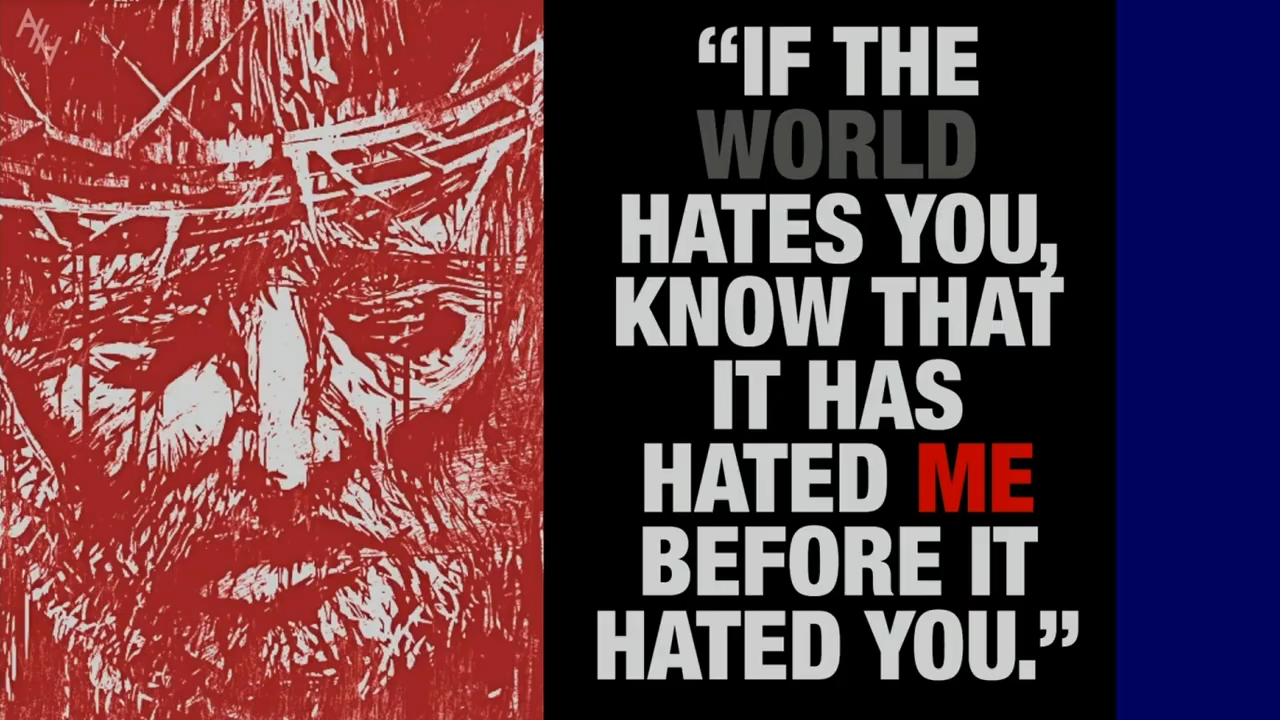 “IF THE
WORLD
HATES YOU,
KNOW THAT
IT HAS
HATED ME
BEFORE IT
HATED YOU.”